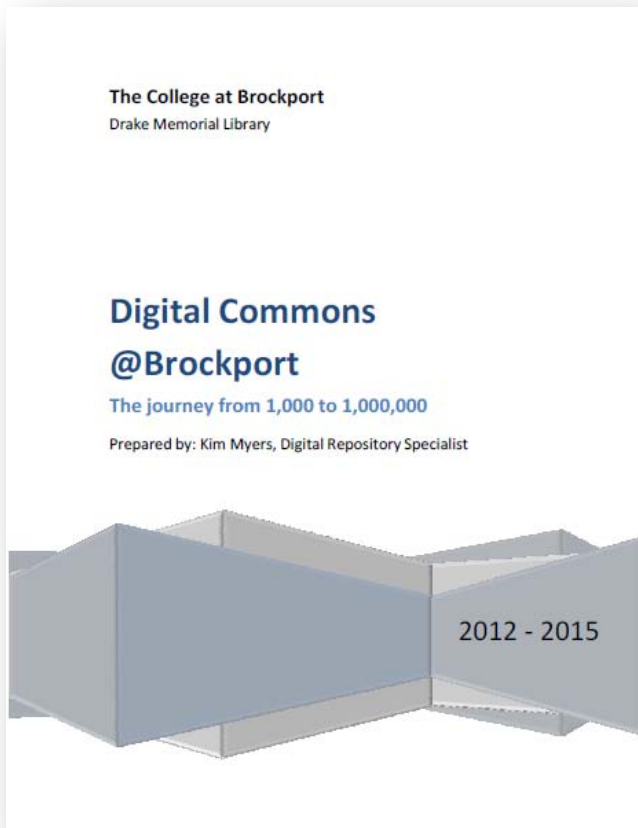 The College at Brockport
Drake Memorial Library
Digital Commons
@Brockport
The journey from 1,000 to 1,000,000
Prepared by: Kim Myers, Digital Repository Specialist
2012 - 2015